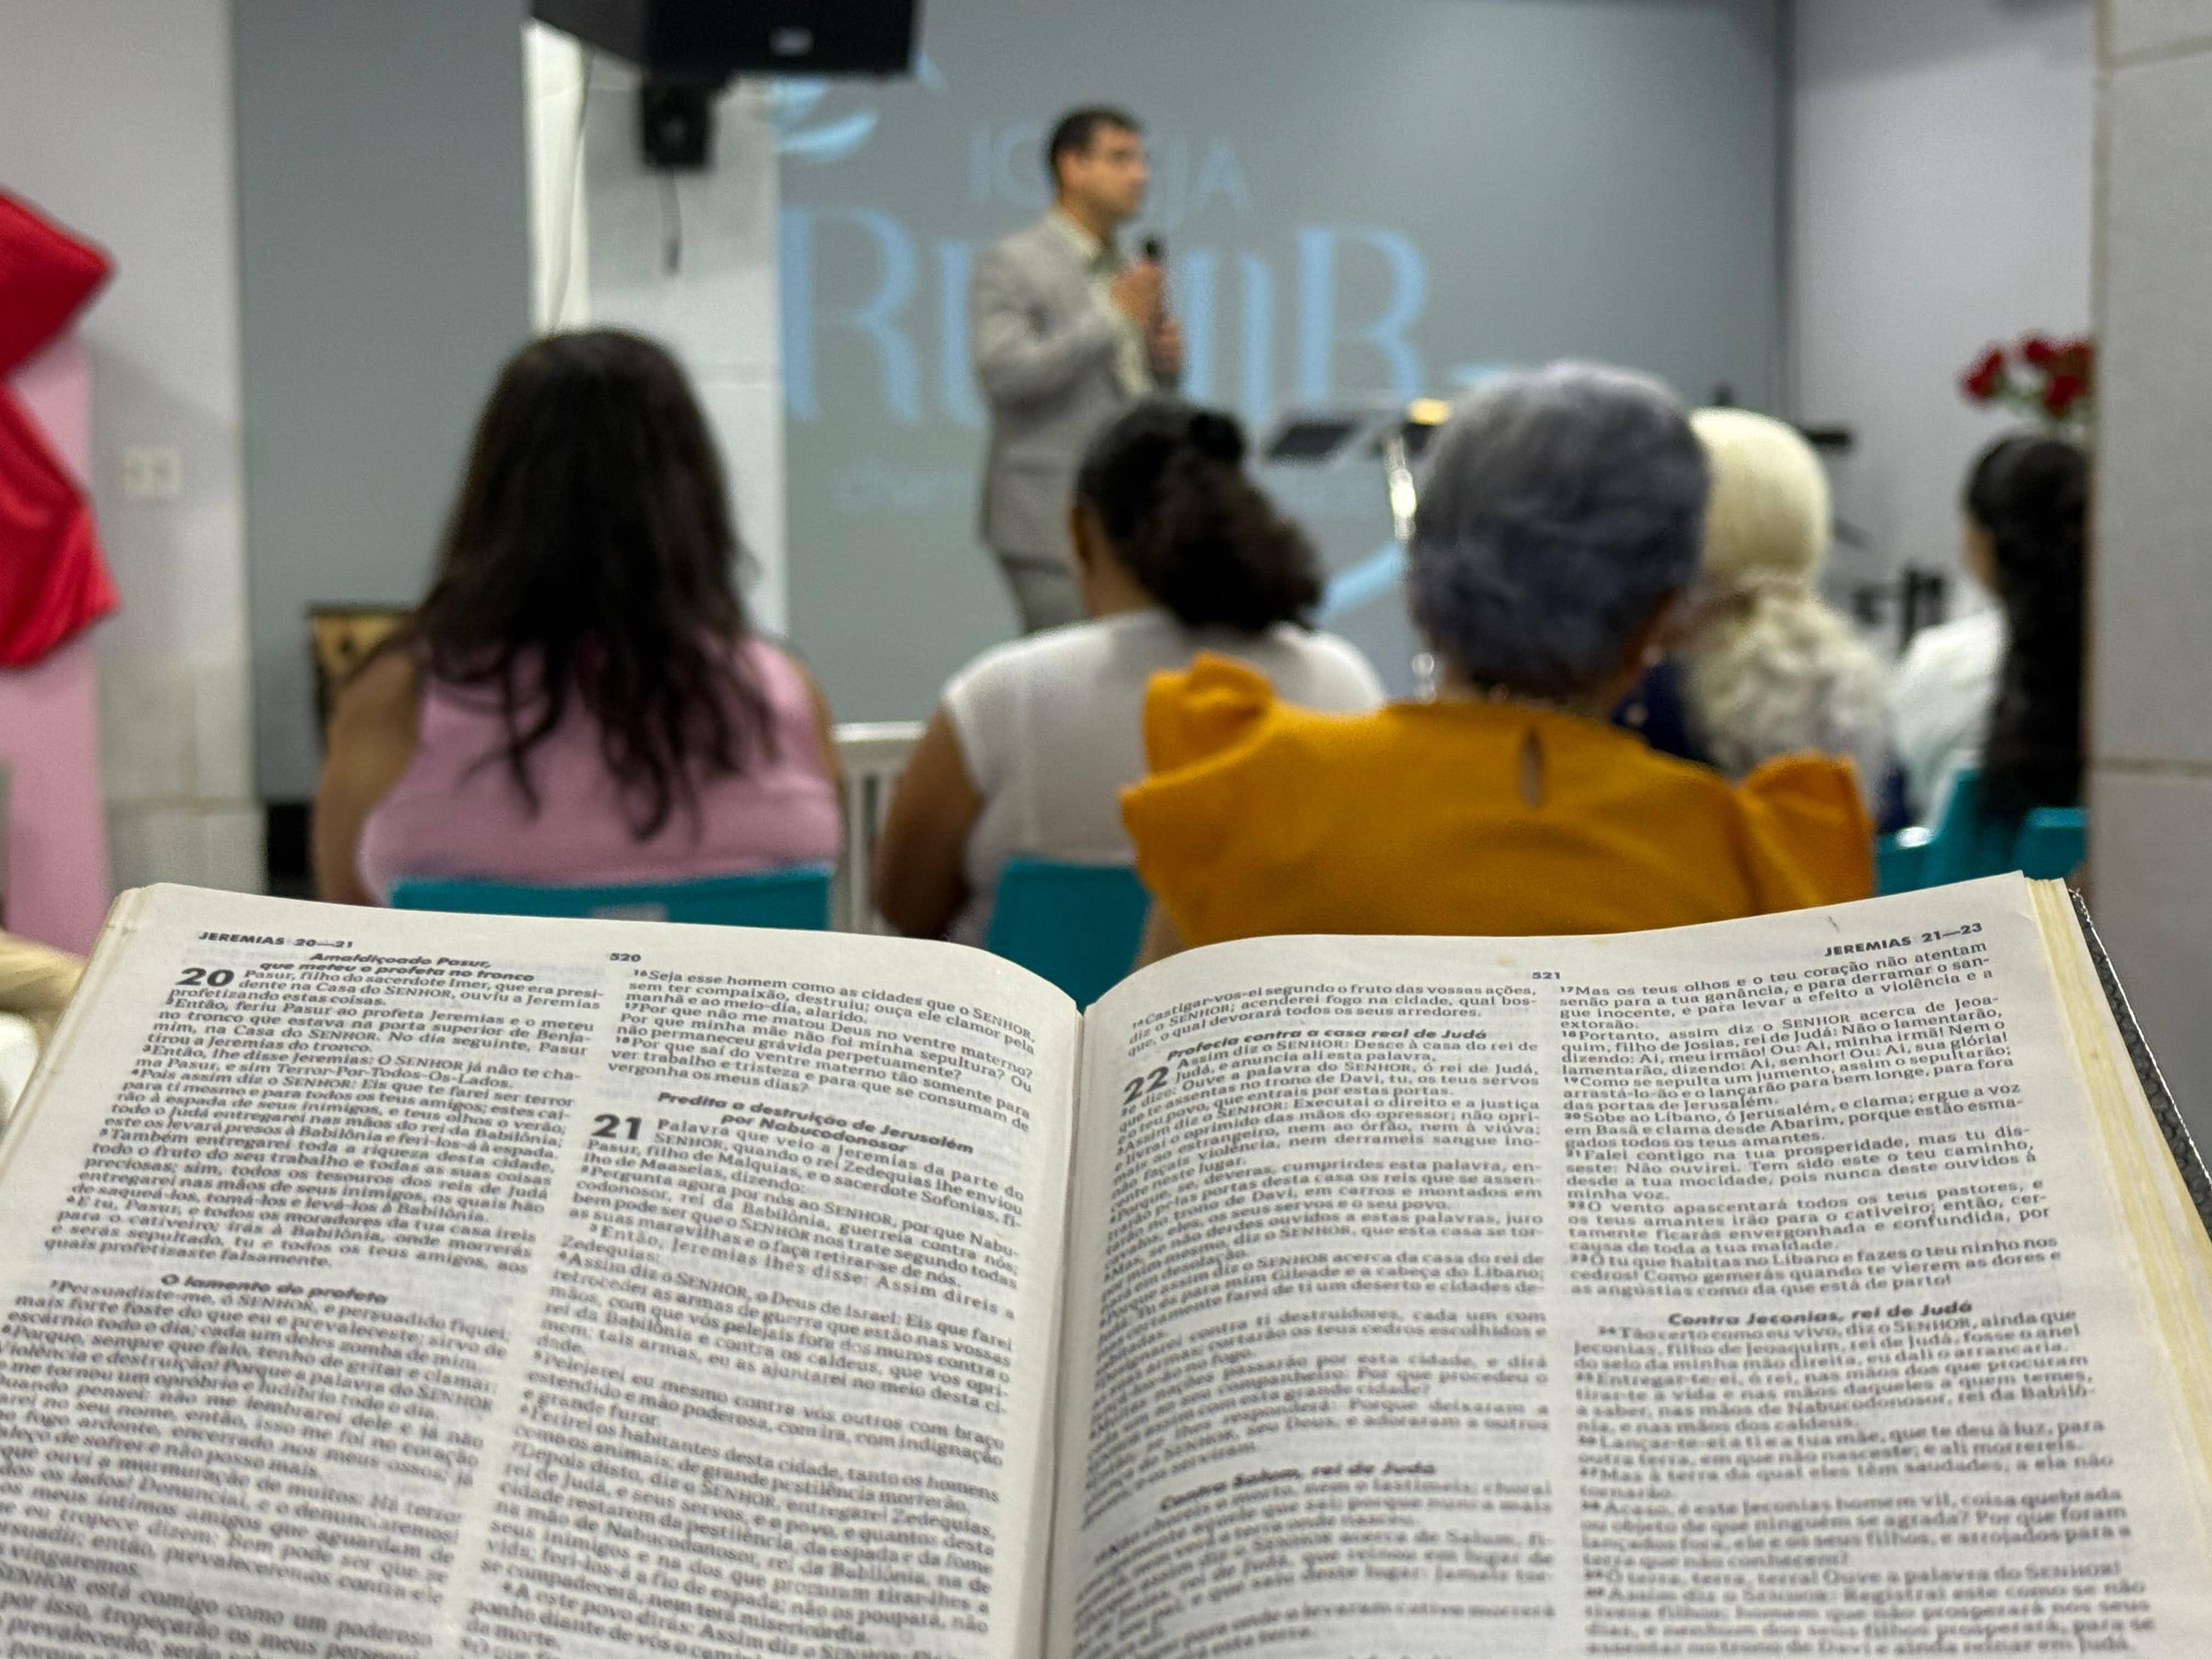 IGREJA
JEREMIAS 20—21
520
Amaldiçoado Pasur,
que meteu o profeta no tronco
20 Pasur, filho do sacerdote Imer, que era presi-
dente na Casa do SENHOR, ouviu a Jeremias
profetizando estas coisas.
2Então, feriu Pasur ao profeta Jeremias e o meteu
no tronco que estava na porta superior de Benja-
mim, na Casa do SENHOR. No dia seguinte, Pasur
tirou a Jeremias do tronco.
3Então, lhe disse Jeremias: O SENHOR já não te cha-
ma Pasur, e sim Terror-Por-Todos-Os-Lados.
4Pois assim diz o SENHOR: Eis que te farei ser terror
para ti mesmo e para todos os teus amigos; estes cai-
rão à espada de seus inimigos, e teus olhos o verão;
todo o Judá entregarei nas mãos do rei da Babilônia;
este os levará presos à Babilônia e feri-los-á à espada.
5Também entregarei toda a riqueza desta cidade,
todo o fruto do seu trabalho e todas as suas coisas
preciosas; sim, todos os tesouros dos reis de Judá
entregarei nas mãos de seus inimigos, os quais hão
de saqueá-los, tomá-los e levá-los à Babilônia.
6E tu, Pasur, e todos os moradores da tua casa ireis
para o cativeiro; irás à Babilônia, onde morrerás
e serás sepultado, tu e todos os teus amigos, aos
quais profetizaste falsamente.
O lamento do profeta
7Persuadiste-me, ó SENHOR, e persuadido fiquei;
mais forte foste do que eu e prevaleceste; sirvo de
escárnio todo o dia; cada um deles zomba de mim.
8Porque, sempre que falo, tenho de gritar e clamar:
Violência e destruição! Porque a palavra do SENHOR
me tornou um opróbrio e ludíbrio todo o dia.
Quando pensei: não me lembrarei dele e já não
no seu nome, então, isso me foi no coração
fogo ardente, encerrado nos meus ossos; já
de sofrer e não posso mais.
que ouvi a murmuração de muitos: Há terror
os lados! Denunciai, e o denunciaremos!
os meus íntimos amigos que aguardam de
eu tropece dizem: Bem pode ser que se
então, prevaleceremos contra ele
vingaremos.
SENHOR está comigo como um poderoso
por isso, tropeçarão os meus
prevalecerão; serão
16Seja esse homem como as cidades que o SENHOR,
sem ter compaixão, destruiu; ouça ele clamor pela
manhã e ao meio-dia, alarido.
17Por que não me matou Deus no ventre materno?
Por que minha mãe não foi minha sepultura? Ou
não permaneceu grávida perpetuamente?
18Por que saí do ventre materno tão somente para
ver trabalho e tristeza e para que se consumam de
vergonha os meus dias?
Predita a destruição de Jerusalém
por Nabucodonosor
21 Palavra que veio a Jeremias da parte do
SENHOR, quando o rei Zedequias lhe enviou
Pasur, filho de Malquias, e o sacerdote Sofonias, fi-
lho de Maaseias, dizendo:
2Pergunta agora por nós ao SENHOR, por que Nabu-
codonosor, rei da Babilônia, guerreia contra nós;
bem pode ser que o SENHOR nos trate segundo todas
as suas maravilhas e o faça retirar-se de nós.
3Então, Jeremias lhes disse: Assim direis a
Zedequias:
4Assim diz o SENHOR, o Deus de Israel: Eis que farei
retroceder as armas de guerra que estão nas vossas
mãos, com que vós pelejais fora dos muros contra o
rei da Babilônia e contra os caldeus, que vos opri-
mem; tais armas, eu as ajuntarei no meio desta ci-
dade.
5Pelejarei eu mesmo contra vós outros com braço
estendido e mão poderosa, com ira, com indignação
e grande furor.
6Ferirei os habitantes desta cidade, tanto os homens
como os animais; de grande pestilência morrerão.
7Depois disto, diz o SENHOR, entregarei Zedequias,
rei de Judá, e seus servos, e o povo, e quantos desta
cidade restarem da pestilência, da espada e da fome
na mão de Nabucodonosor, rei da Babilônia, na de
seus inimigos e na dos que procuram tirar-lhes a
vida; feri-los-á a fio de espada; não os poupará, não
se compadecerá, nem terá misericórdia.
8A este povo dirás: Assim diz o SENHOR:
ponho diante de vós o caminho
da morte.
521
JEREMIAS 21—23
14Castigar-vos-ei segundo o fruto das vossas ações,
diz o SENHOR; acenderei fogo na cidade, qual bos-
que, o qual devorará todos os seus arredores.
Profecia contra a casa real de Judá
22 Assim diz o SENHOR: Desce à casa do rei de
Judá, e anuncia ali esta palavra,
2e dize: Ouve a palavra do SENHOR, ó rei de Judá,
que te assentas no trono de Davi, tu, os teus servos
e o teu povo, que entrais por estas portas.
3Assim diz o SENHOR: Executai o direito e a justiça
e livrai o oprimido das mãos do opressor; não opri-
mais ao estrangeiro, nem ao órfão, nem à viúva;
não façais violência, nem derrameis sangue ino-
cente neste lugar.
4Porque, se, deveras, cumprirdes esta palavra, en-
trarão pelas portas desta casa os reis que se assen-
tarão no trono de Davi, em carros e montados em
cavalos, eles, os seus servos e o seu povo.
5Mas, se não derdes ouvidos a estas palavras, juro
por mim mesmo, diz o SENHOR, que esta casa se tor-
nará em desolação.
6Porque assim diz o SENHOR acerca da casa do rei de
Judá: Tu és para mim Gileade e a cabeça do Líbano;
mas certamente farei de ti um deserto e cidades de-
contra ti destruidores, cada um com
armas; cortarão os teus cedros escolhidos
no fogo.
nações passarão por esta cidade, e dirá
ao seu companheiro: Por que procedeu o
assim com esta grande cidade?
responderá: Porque deixaram a
do SENHOR, seu Deus, e adoraram a outros
e os serviram.
Contra Salum, rei de Judá
17Mas os teus olhos e o teu coração não atentam
senão para a tua ganância, e para derramar o san-
gue inocente, e para levar a efeito a violência e a
extorsão.
18Portanto, assim diz o SENHOR acerca de Jeoa-
quim, filho de Josias, rei de Judá: Não o lamentarão,
dizendo: Ai, meu irmão! Ou: Ai, minha irmã! Nem o
lamentarão, dizendo: Ai, senhor! Ou: Ai, sua glória!
19Como se sepulta um jumento, assim o sepultarão;
arrastá-lo-ão e o lançarão para bem longe, para fora
das portas de Jerusalém.
20Sobe ao Líbano, ó Jerusalém, e clama; ergue a voz
em Basã e clama desde Abarim, porque estão esma-
gados todos os teus amantes.
21Falei contigo na tua prosperidade, mas tu dis-
seste: Não ouvirei. Tem sido este o teu caminho,
desde a tua mocidade, pois nunca deste ouvidos à
minha voz.
22O vento apascentará todos os teus pastores, e
os teus amantes irão para o cativeiro; então, cer-
tamente ficarás envergonhada e confundida, por
causa de toda a tua maldade.
23Ó tu que habitas no Líbano e fazes o teu ninho nos
cedros! Como gemerás quando te vierem as dores e
as angústias como da que está de parto!
Contra Jeconias, rei de Judá
24Tão certo como eu vivo, diz o SENHOR, ainda que
Jeconias, filho de Jeoaquim, rei de Judá, fosse o anel
do selo da minha mão direita, eu dali o arrancaria.
25Entregar-te-ei, ó rei, nas mãos dos que procuram
tirar-te a vida e nas mãos daqueles a quem temes,
a saber, nas mãos de Nabucodonosor, rei da Babilô-
nia, e nas mãos dos caldeus.
26Lançar-te-ei a ti e a tua mãe, que te deu à luz, para
outra terra, em que não nasceste; e ali morrereis.
27Mas à terra da qual eles têm saudades, a ela não
tornarão.
28Acaso, é este Jeconias homem vil, coisa quebrada
ou objeto de que ninguém se agrada? Por que foram
lançados fora, ele e os seus filhos, e arrojados para a
terra que não conhecem?
29Ó terra, terra, terra! Ouve a palavra do SENHOR!
30Assim diz o SENHOR: Registrai este como se não
tivera filhos; homem que não prosperará nos seus
dias, e nenhum dos seus filhos prosperará, para se
assentar no trono de Davi e ainda reinar em Judá.